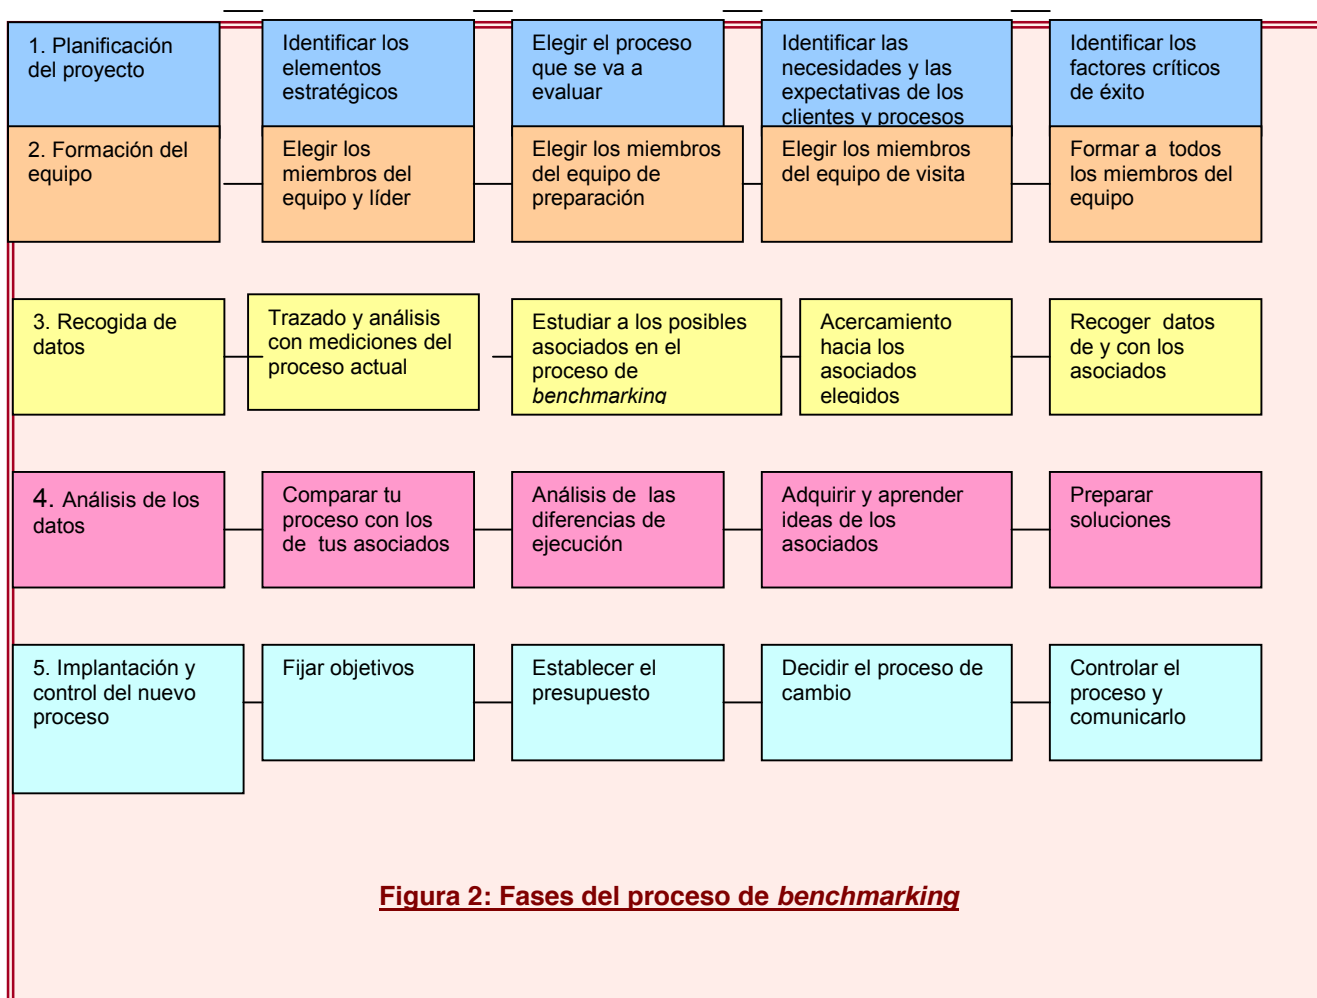 1. Planificación
del proyecto
Identificar los
elementos
estratégicos
Elegir el proceso
que se va a
evaluar
Identificar las
necesidades y las
expectativas de los
clientes y procesos
Identificar los
factores críticos
de éxito
2. Formación del
equipo
Elegir los
miembros del
equipo y líder
Elegir los miembros
del equipo de
preparación
Elegir los miembros
del equipo de visita
Formar a todos
los miembros del
equipo
3. Recogida de
datos
Trazado y análisis
con mediciones del
proceso actual
Estudiar a los posibles
asociados en el
proceso de
benchmarking
Acercamiento
hacia los
asociados
elegidos
Recoger datos
de y con los
asociados
4. Análisis de los
datos
Comparar tu
proceso con los
de tus asociados
Análisis de las
diferencias de
ejecución
Adquirir y aprender
ideas de los
asociados
Preparar
soluciones
5. Implantación y
control del nuevo
proceso
Fijar objetivos
Establecer el
presupuesto
Decidir el proceso de
cambio
Controlar el
proceso y
comunicarlo
Figura 2: Fases del proceso de benchmarking